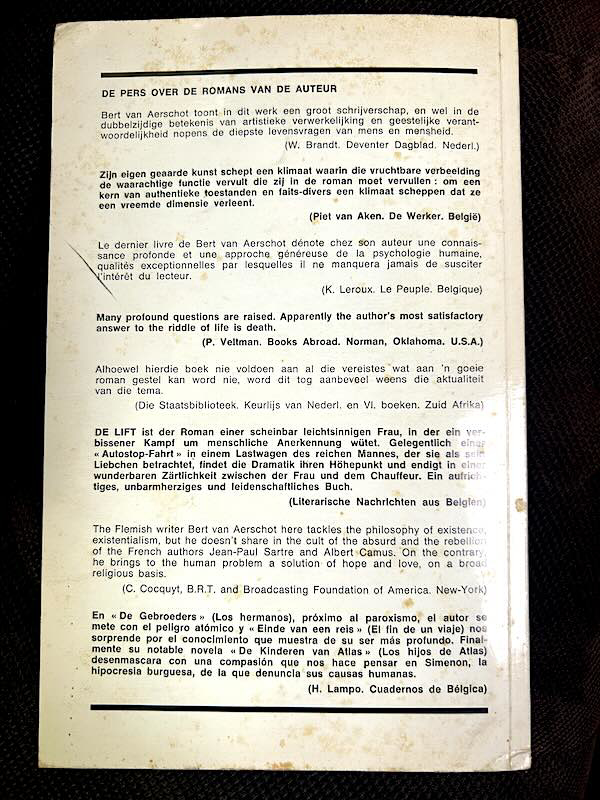 DE PERS OVER DE ROMANS VAN DE AUTEUR
Bert van Aerschot toont in dit werk een groot schrijverschap, en wel in de
dubbelzijdige betekenis van artistieke verwerkelijking en geestelijke verant-
woordelijkheid nopens de diepste levensvragen van mens en mensheid.
(W. Brandt. Deventer Dagblad. Nederl.)
Zijn eigen geaarde kunst schept een klimaat waarin die vruchtbare verbeelding
de waarachtige functie vervult die zij in de roman moet vervullen : om een
kern van authentieke toestanden en faits-divers een klimaat scheppen dat ze
een vreemde dimensie verleent.
(Piet van Aken. De Werker. België)
Le dernier livre de Bert van Aerschot dénote chez son auteur une connais-
sance profonde et une approche généreuse de la psychologie humaine,
qualités exceptionnelles par lesquelles il ne manquera jamais de susciter
l'intérêt du lecteur.
(K. Leroux. Le Peuple. Belgique)
Many profound questions are raised. Apparently the author's most satisfactory
answer to the riddle of life is death.
(P. Veltman. Books Abroad. Norman, Oklahoma. U.S.A.)
Alhoewel hierdie boek nie voldoen aan al die vereistes wat aan 'n goeie
roman gestel kan word nie, word dit tog aanbeveel weens die aktualiteit
van die tema.
(Die Staatsbiblioteek. Keurlijs van Nederl. en Vl. boeken. Zuid Afrika)
DE LIFT ist der Roman einer scheinbar leichtsinnigen Frau, in der ein ver-
bissener Kampf um menschliche Anerkennung wütet. Gelegentlich einer
« Autostop-Fahrt » in einem Lastwagen des reichen Mannes, der sie als sein
Liebchen betrachtet, findet die Dramatik ihren Höhepunkt und endigt in einer
wunderbaren Zärtlichkeit zwischen der Frau und dem Chauffeur. Ein aufrich-
tiges, unbarmherziges und leidenschaftliches Buch.
(Literarische Nachrichten aus Belgien)
The Flemish writer Bert van Aerschot here tackles the philosophy of existence,
existentialism, but he doesn't share in the cult of the absurd and the rebellion
of the French authors Jean-Paul Sartre and Albert Camus. On the contrary,
he brings to the human problem a solution of hope and love, on a broad
religious basis.
(C. Cocquyt, B.R.T. and Broadcasting Foundation of America. New-York)
En « De Gebroeders » (Los hermanos), próximo al paroxismo, el autor se
mete con el peligro atómico y « Einde van een reis » (El fin de un viaje) nos
sorprende por el conocimiento que muestra de su ser más profundo. Final-
mente su notable novela « De Kinderen van Atlas » (Los hijos de Atlas)
desenmascara con una compasión que nos hace pensar en Simenon, la
hipocresia burguesa, de la que denuncia sus causas humanas.
(H. Lampo. Cuadernos de Bélgica)